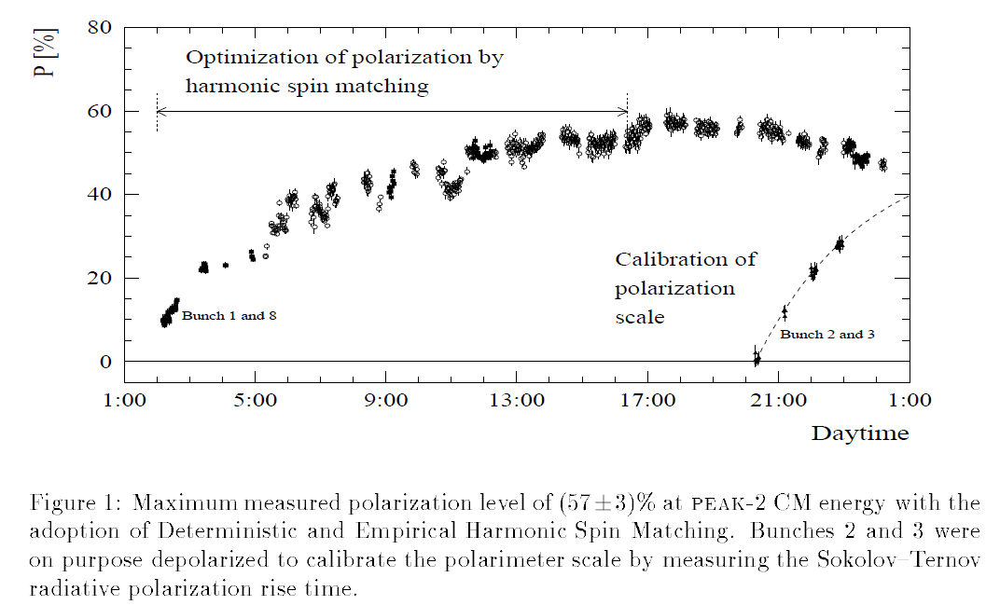 80
60
40
20
0
P [%]
Optimization of polarization by
harmonic spin matching
Bunch 1 and 8
Calibration of
polarization
scale
Bunch 2 and 3
1:00 5:00 9:00 13:00 17:00 21:00 1:00
Daytime
Figure 1: Maximum measured polarization level of (57±3)% at PEAK-2 CM energy with the
adoption of Deterministic and Empirical Harmonic Spin Matching. Bunches 2 and 3 were
on purpose depolarized to calibrate the polarimeter scale by measuring the Sokolov–Ternov
radiative polarization rise time.